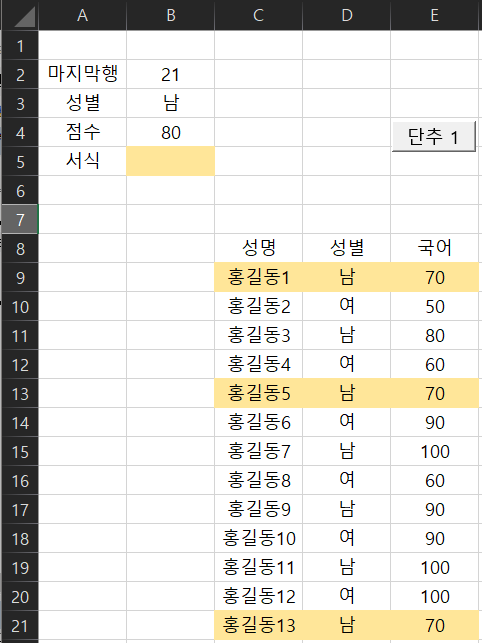 A B C D E
1
2 마지막행 21
3 성별 남
4 점수 80 단추 1
5 서식
6
7
8 성명 성별 국어
9 홍길동1 남 70
10 홍길동2 여 50
11 홍길동3 남 80
12 홍길동4 여 60
13 홍길동5 남 70
14 홍길동6 여 90
15 홍길동7 남 100
16 홍길동8 여 60
17 홍길동9 남 90
18 홍길동10 여 90
19 홍길동11 남 100
20 홍길동12 여 100
21 홍길동13 남 70